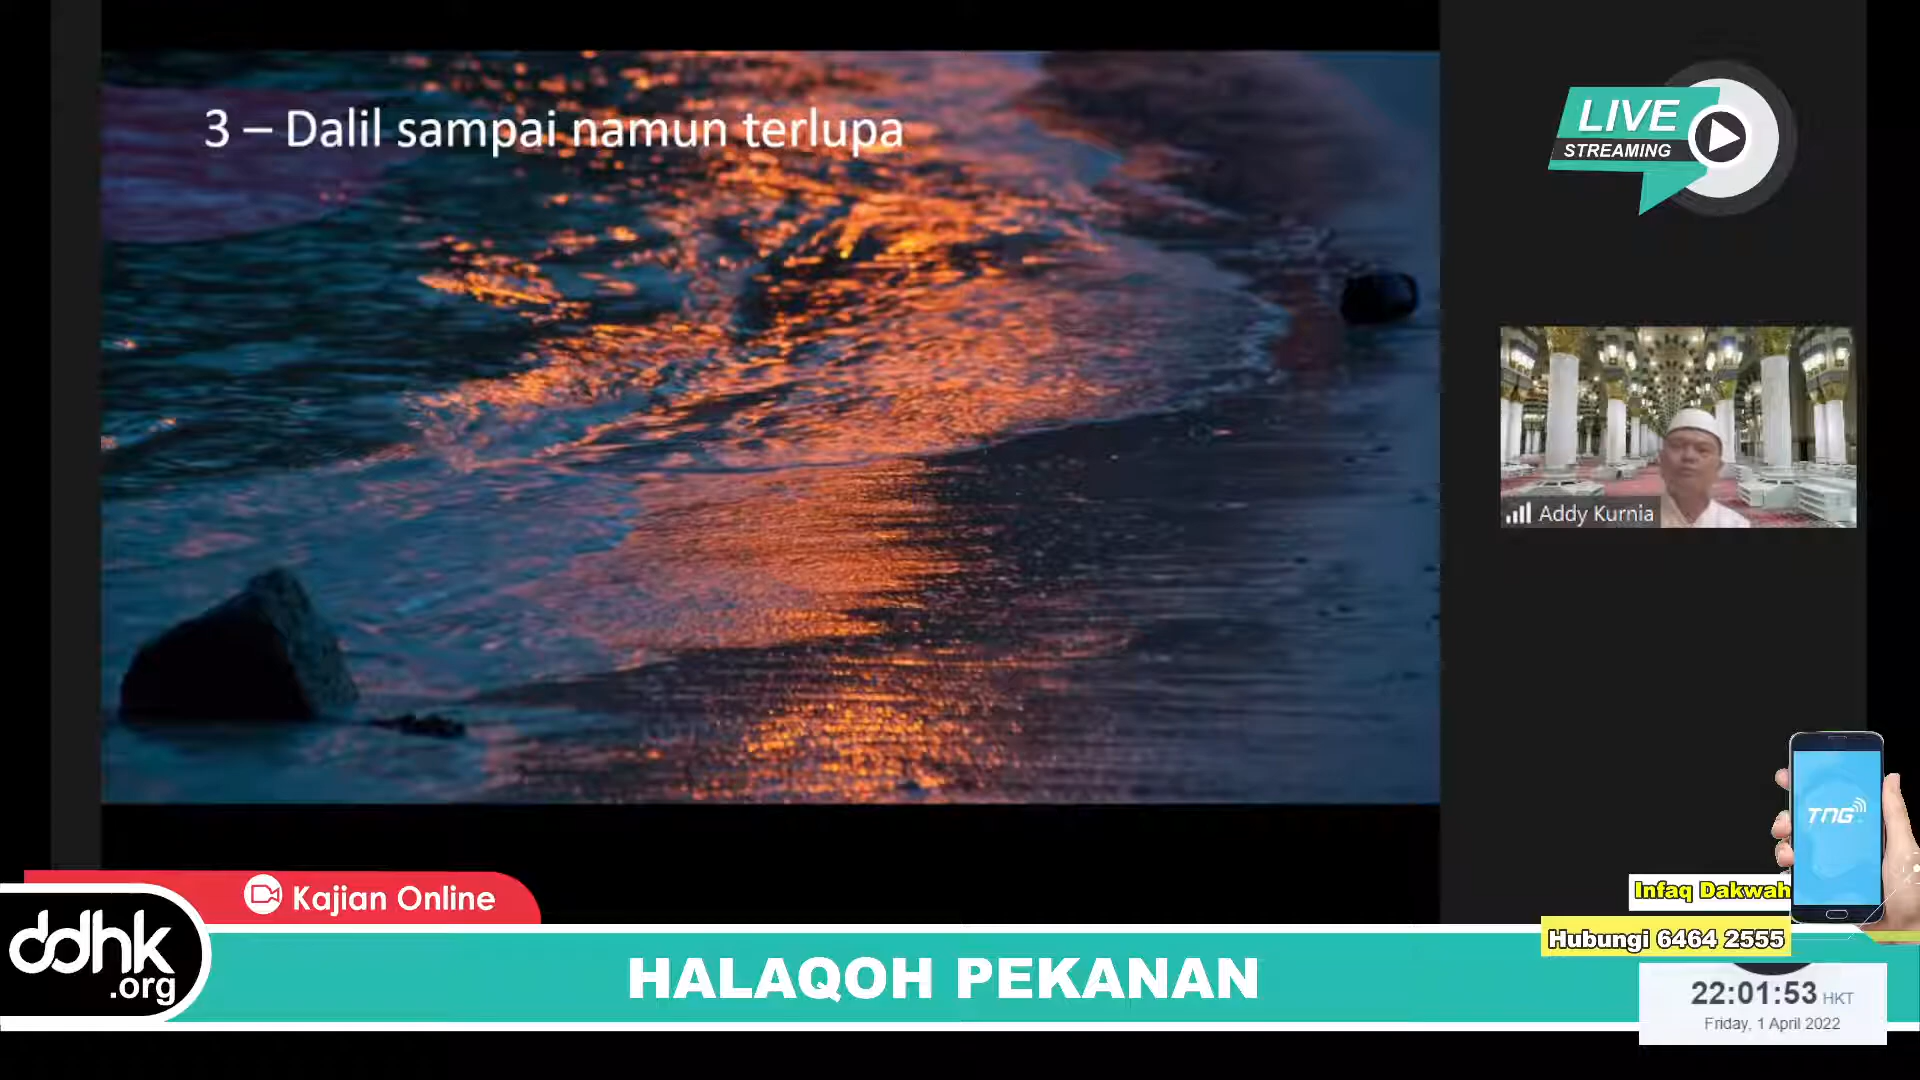 3 – Dalil sampai namun terlupa
LIVE
STREAMING
Addy Kurnia
TNG
Infaq Dakwah
Hubungi 6464 2555
Kajian Online
ddhk
.org
HALAQOH PEKANAN
22:01:53 HKT
Friday, 1 April 2022